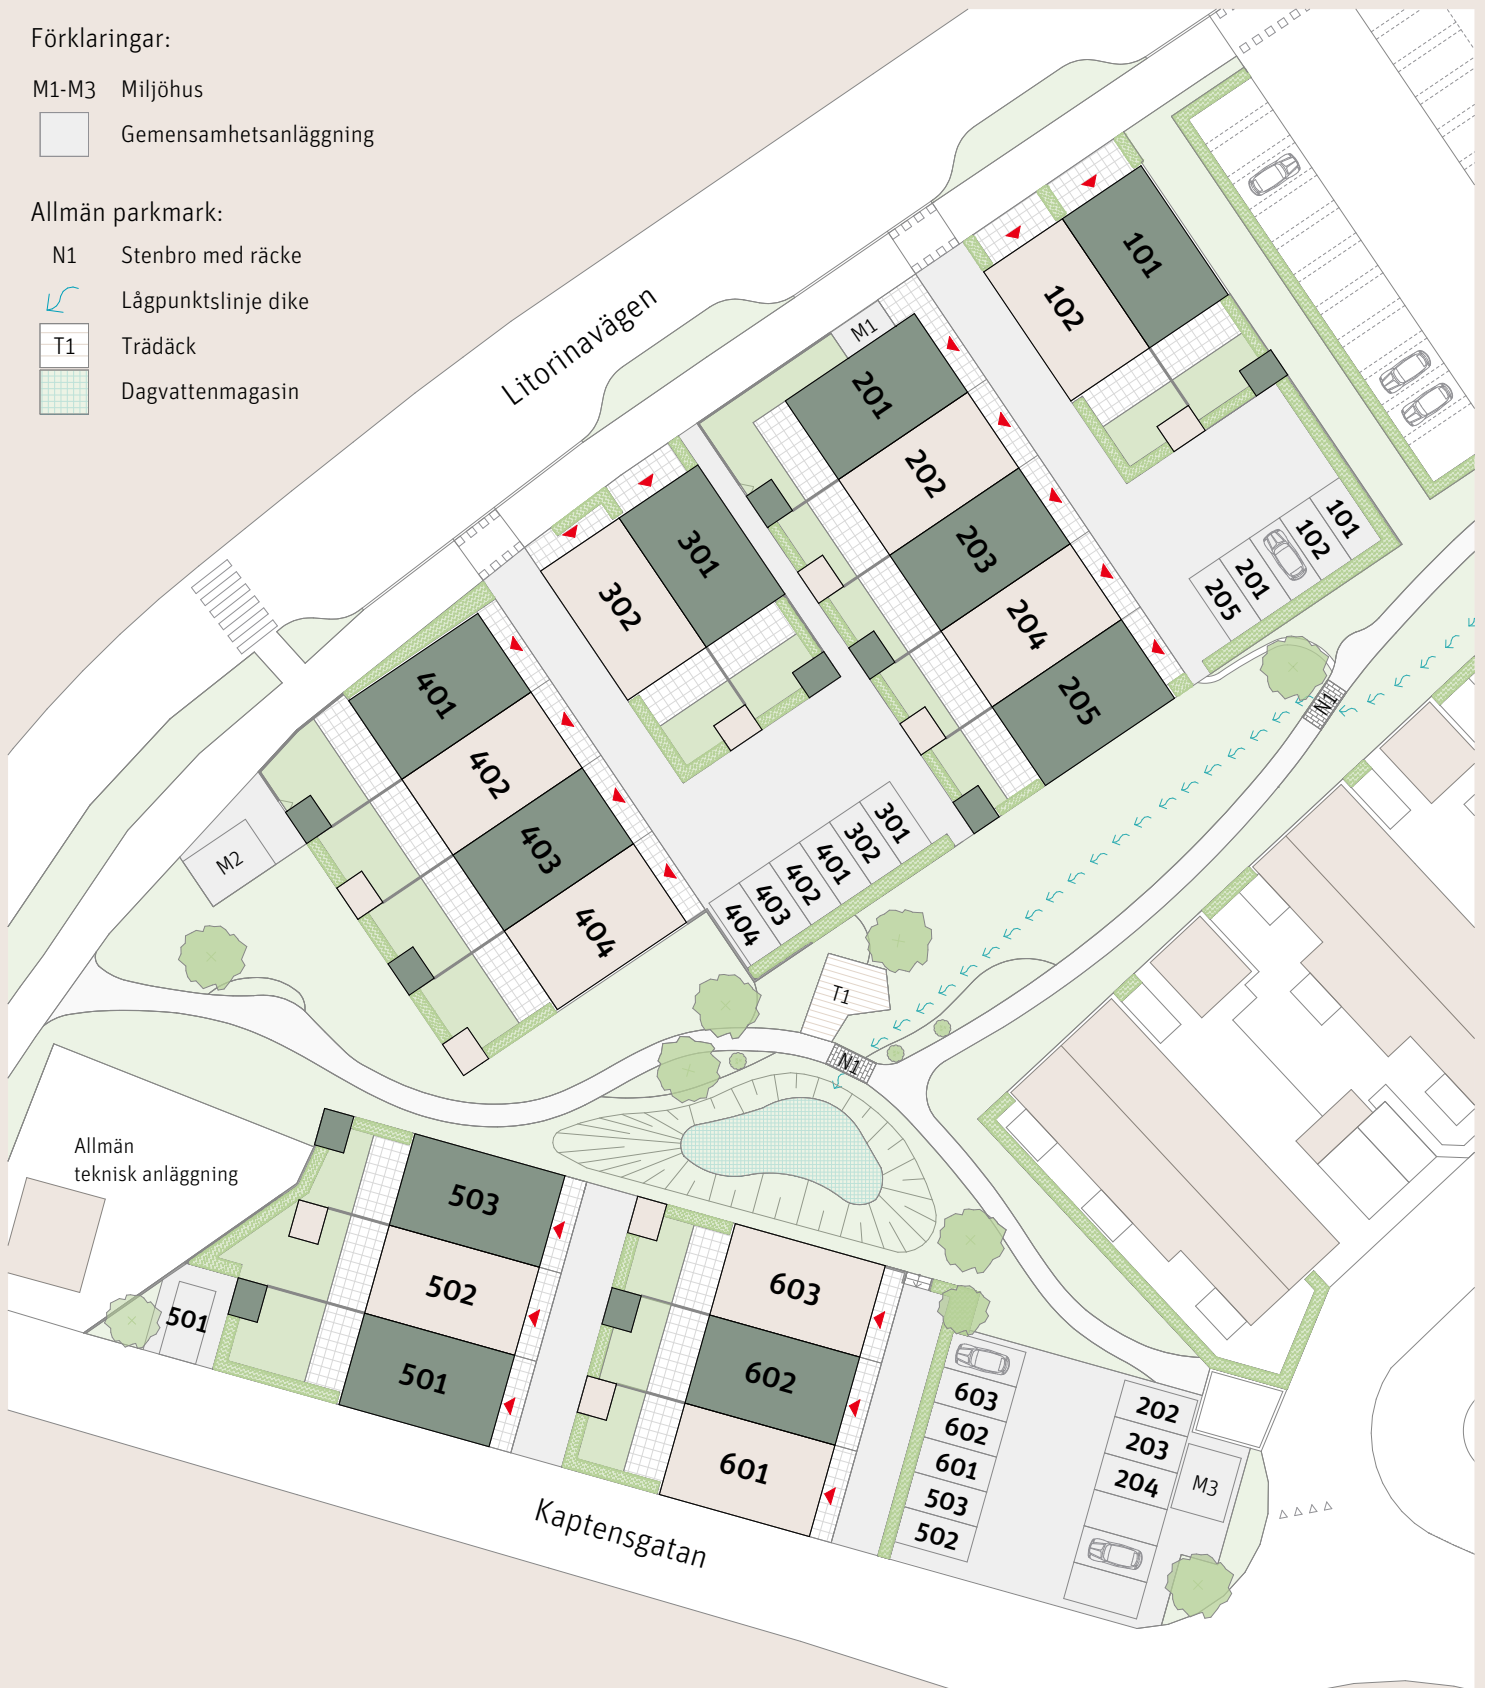 Förklaringar:
M1-M3 Miljöhus
Gemensamhetsanläggning
Allmän parkmark:
N1 Stenbro med räcke
Lågpunktslinje dike
T1 Trädäck
Dagvattenmagasin
Litorinavägen
101
102
M1
201
202
203
204
205
301
302
401
402
403
404
M2
101
102
201
205
301
302
401
402
403
404
N1
T1
N1
Allmän
teknisk anläggning
503
502
501
501
603
602
601
603
602
601
503
502
202
203
204
M3
Kaptensgatan